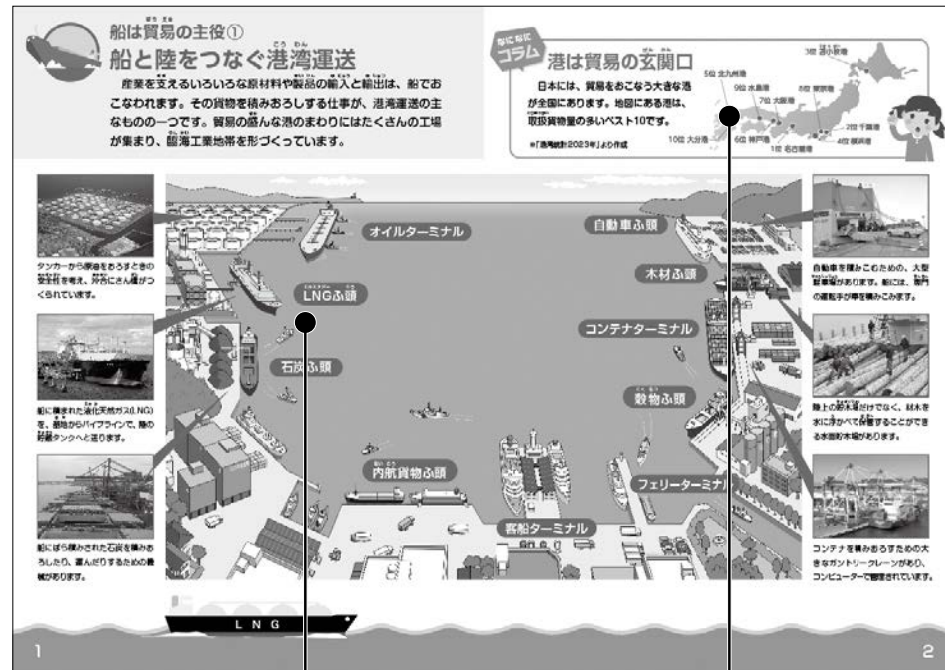 船は貿易の主役①
船と陸をつなぐ港湾運送
産業を支えるいろいろな原材料や製品の輸入と輸出は、船でお
こなわれます。その貨物を積みおろしする仕事が、港湾運送の主
なものの一つです。貿易の盛んな港のまわりにはたくさんの工場
が集まり、臨海工業地帯を形づくっています。
なになに
コラム
港は貿易の玄関口
日本には、貿易をおこなう大きな港
が全国にあります。地図にある港は、
取扱貨物量の多いベスト10です。
※「港湾統計2023年」より作成
3位 苫小牧港
5位 北九州港
9位 水島港
8位 東京港
7位 大阪港
2位 千葉港
10位 大分港
6位 神戸港
4位 横浜港
1位 名古屋港
タンカーから原油をおろすときの
安全性を考え、沖合にさん橋がつ
くられています。
船に積まれた液化天然ガス(LNG)
を、基地からパイプラインで、陸の
貯蔵タンクへと送ります。
船にばら積みされた石炭を積みお
ろしたり、運んだりするための機
械があります。
オイルターミナル
LNGふ頭
石炭ふ頭
内航貨物ふ頭
客船ターミナル
自動車ふ頭
木材ふ頭
コンテナターミナル
穀物ふ頭
フェリーターミナル
自動車を積みこむための、大型
駐車場があります。船には、専門
の運転手が車を積みこみます。
陸上の貯木場だけでなく、材木を
水に浮かべて保管することができ
る水面貯木場があります。
コンテナを積みおろすための大
きなガントリークレーンがあり、
コンピューターで管理されています。
LNG
1
2